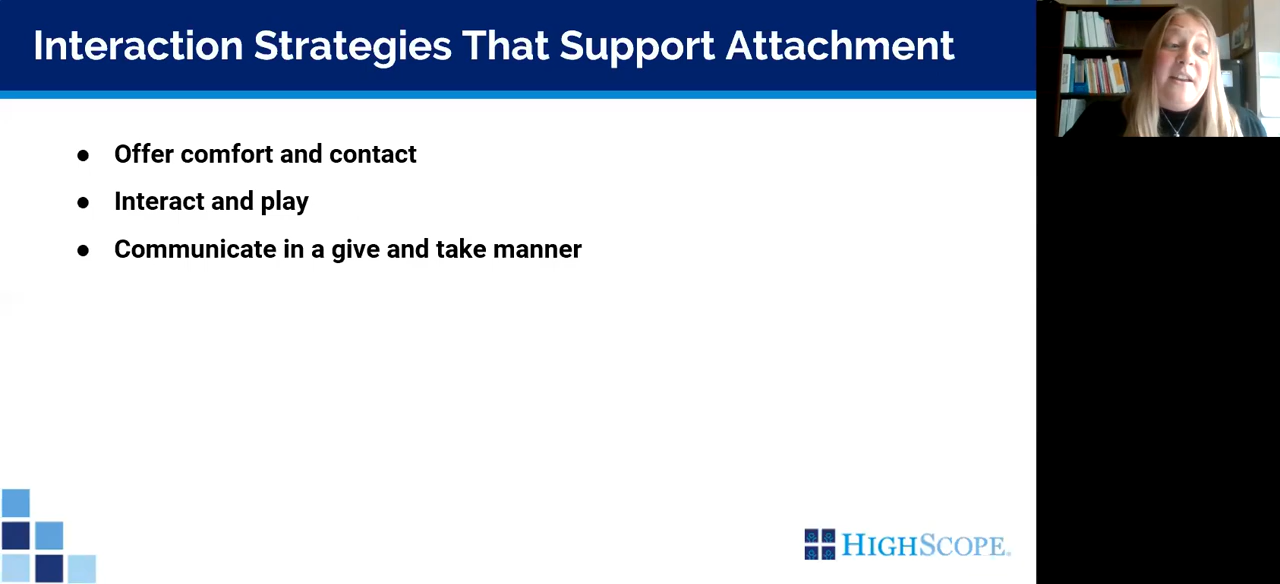 Interaction Strategies That Support Attachment
● Offer comfort and contact
● Interact and play
● Communicate in a give and take manner
HIGHSCOPE®